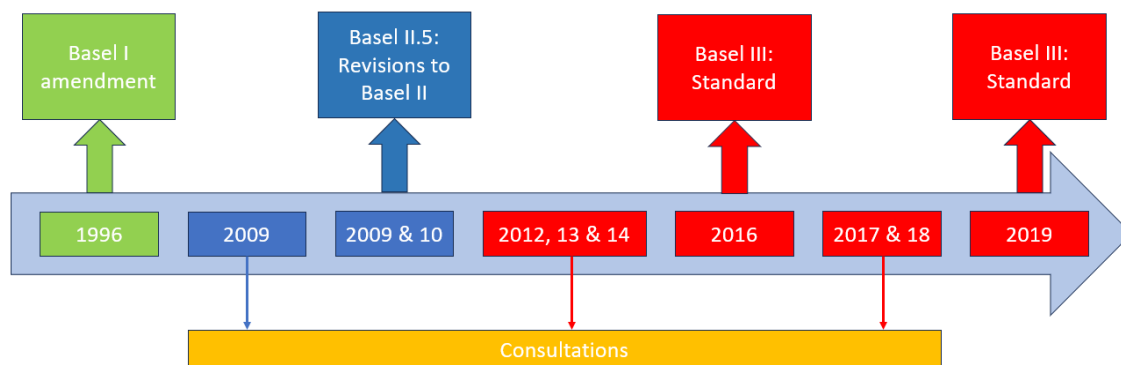 Basel I
amendment
Basel II.5:
Revisions to
Basel II
Basel III:
Standard
Basel III:
Standard
1996
2009
2009 & 10
2012, 13 & 14
2016
2017 & 18
2019
Consultations